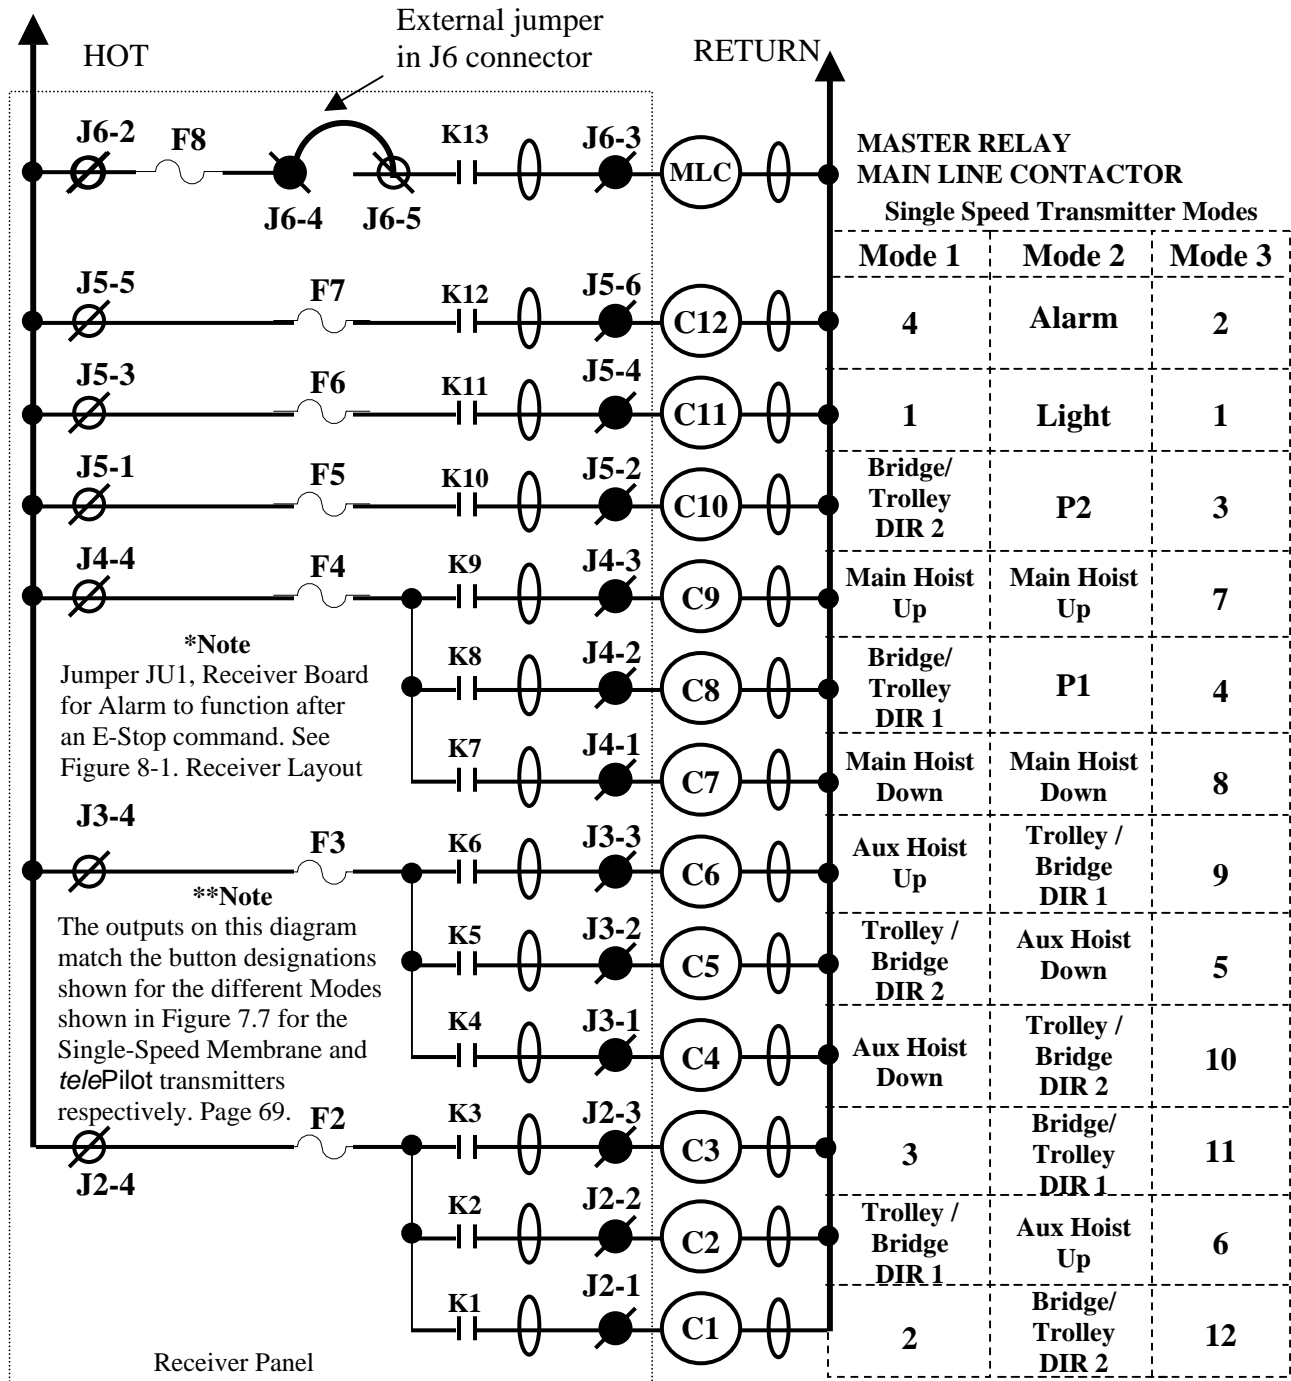 External jumper
in J6 connector
HOT
RETURN
J6-2
F8
K13
J6-3
MLC
J6-4
J6-5
MASTER RELAY
MAIN LINE CONTACTOR
Single Speed Transmitter Modes
Mode 1 Mode 2 Mode 3
J5-5
F7
K12
J5-6
C12
4
Alarm
2
J5-3
F6
K11
J5-4
C11
1
Light
1
J5-1
F5
K10
J5-2
C10
Bridge/
Trolley
DIR 2
P2
3
J4-4
F4
K9
J4-3
C9
Main Hoist
Up
Main Hoist
Up
7
*Note
Jumper JU1, Receiver Board
for Alarm to function after
an E-Stop command. See
Figure 8-1. Receiver Layout
K8
J4-2
C8
Bridge/
Trolley
DIR 1
P1
4
K7
J4-1
C7
Main Hoist
Down
Main Hoist
Down
8
J3-4
F3
K6
J3-3
C6
Aux Hoist
Up
Trolley /
Bridge
DIR 1
9
**Note
The outputs on this diagram
match the button designations
shown for the different Modes
shown in Figure 7.7 for the
Single-Speed Membrane and
telePilot transmitters
respectively. Page 69.
K5
J3-2
C5
Trolley /
Bridge
DIR 2
Aux Hoist
Down
5
K4
J3-1
C4
Aux Hoist
Down
Trolley /
Bridge
DIR 2
10
J2-4
F2
K3
J2-3
C3
3
Bridge/
Trolley
DIR 1
11
K2
J2-2
C2
Trolley /
Bridge
DIR 1
Aux Hoist
Up
6
K1
J2-1
C1
2
Bridge/
Trolley
DIR 2
12
Receiver Panel